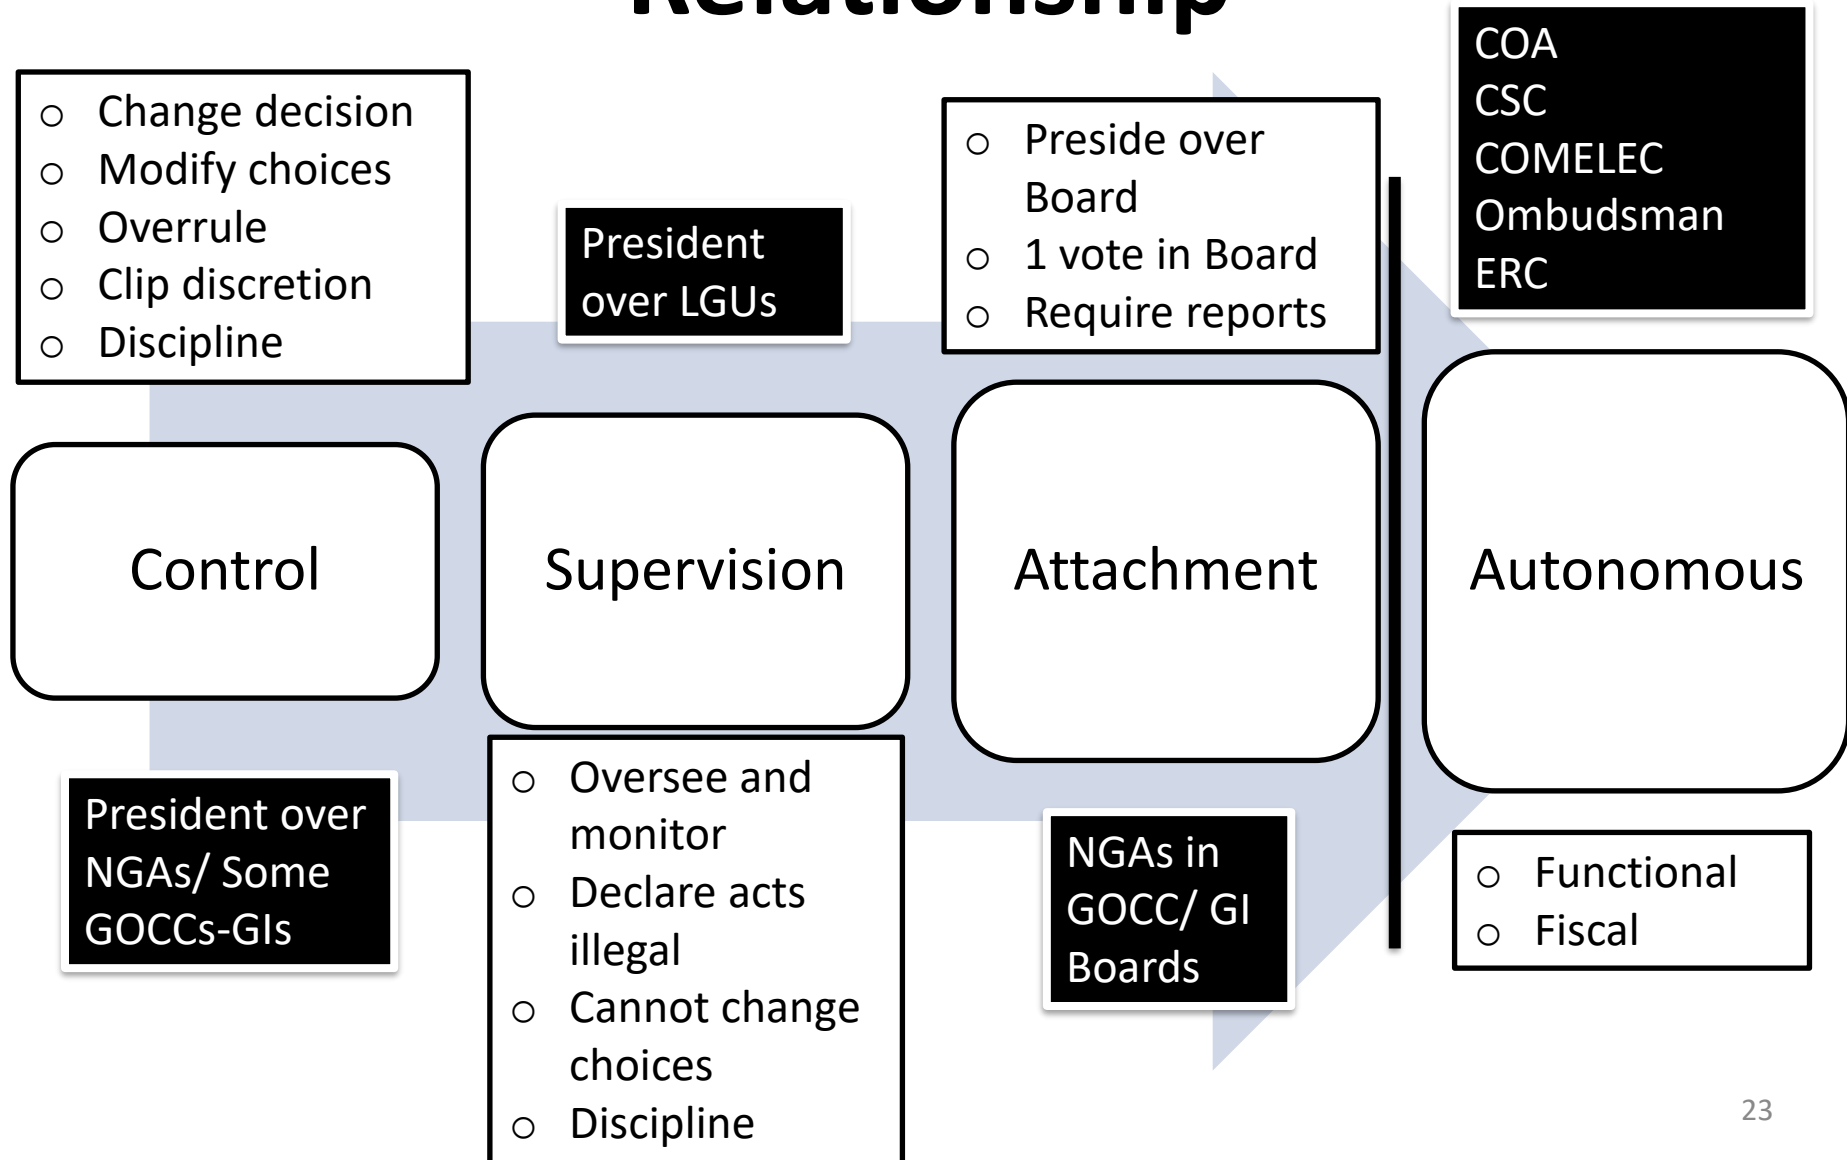 Relationship
○ Change decision
○ Modify choices
○ Overrule
○ Clip discretion
○ Discipline
President
over LGUs
○ Preside over
Board
○ 1 vote in Board
○ Require reports
COA
CSC
COMELEC
Ombudsman
ERC
Control
Supervision
Attachment
Autonomous
President over
NGAs/ Some
GOCCs-GIs
○ Oversee and
monitor
○ Declare acts
illegal
○ Cannot change
choices
○ Discipline
NGAs in
GOCC/ GI
Boards
○ Functional
○ Fiscal
23